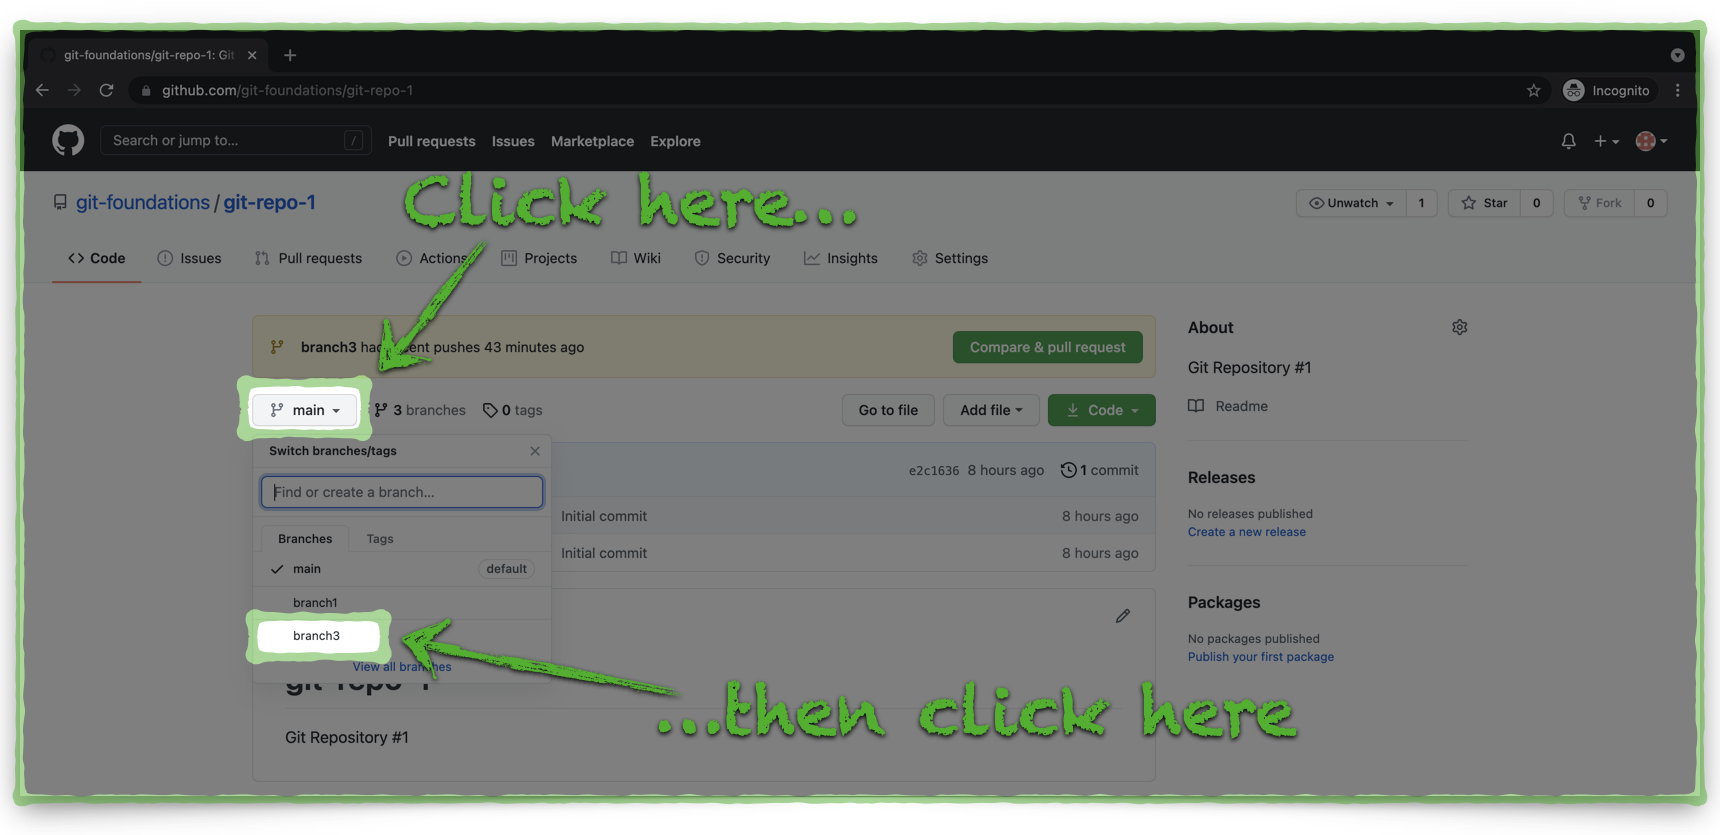 git-foundations/git-repo-1: Git
github.com/git-foundations/git-repo-1
Incognito
Search or jump to... /
Pull requests Issues Marketplace Explore
git-foundations / git-repo-1
Unwatch 1 Star 0 Fork 0
Click here...
Code Issues Pull requests Actions Projects Wiki Security Insights Settings
branch3 had recent pushes 43 minutes ago
Compare & pull request
main 3 branches 0 tags
Go to file Add file Code
Switch branches/tags
Find or create a branch...
Branches Tags
main default
branch1
branch3
View all branches
e2c1636 8 hours ago 1 commit
Initial commit 8 hours ago
Initial commit 8 hours ago
git-repo-1
Git Repository #1
...then click here
About
Git Repository #1
Readme
Releases
No releases published
Create a new release
Packages
No packages published
Publish your first package